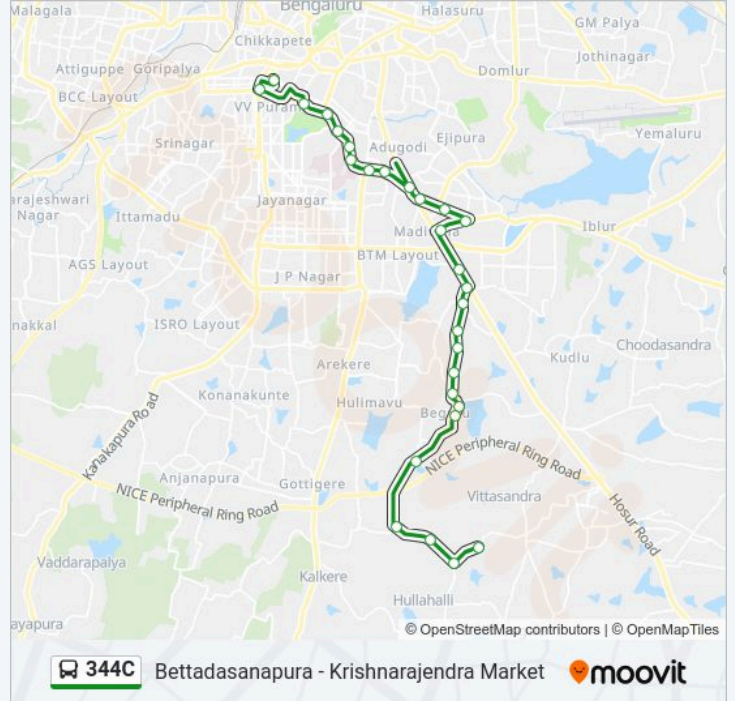 Malagala
Bengaluru
Halasuru
GM Palya
Chikkapete
Jothinagar
Attiguppe
Goripalya
Domlur
BCC Layout
VV Puram
Srinagar
Ejipura
Yemaluru
Adugodi
arajeshwari
Nagar
Jayanagar
Ittamadu
Iblur
BTM Layout
AGS Layout
J P Nagar
nakkal
ISRO Layout
Choodasandra
Arekere
Kudlu
Konanakunte
Hulimavu
Kanakapura Road
NICE Peripheral Ring Road
Anjanapura
Gottigere
NICE Peripheral Ring Road
Vittasandra
Hosur Road
Vaddarapalya
Kalkere
Hullahalli
ayapura
© OpenStreetMap contributors | © OpenMapTiles
344C Bettadasanapura - Krishnarajendra Market moovit